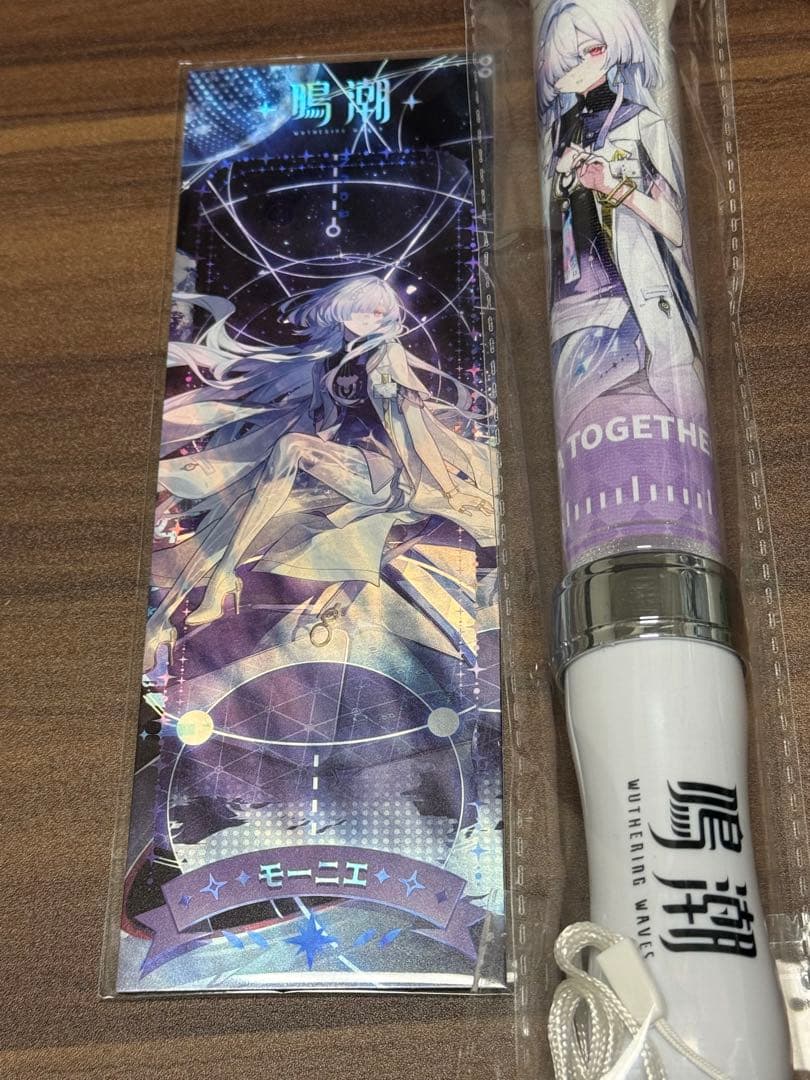 鳴潮
WUTHERING WAVES
モーニエ
TOGETHE
鳴潮
WUTHERING WAVES